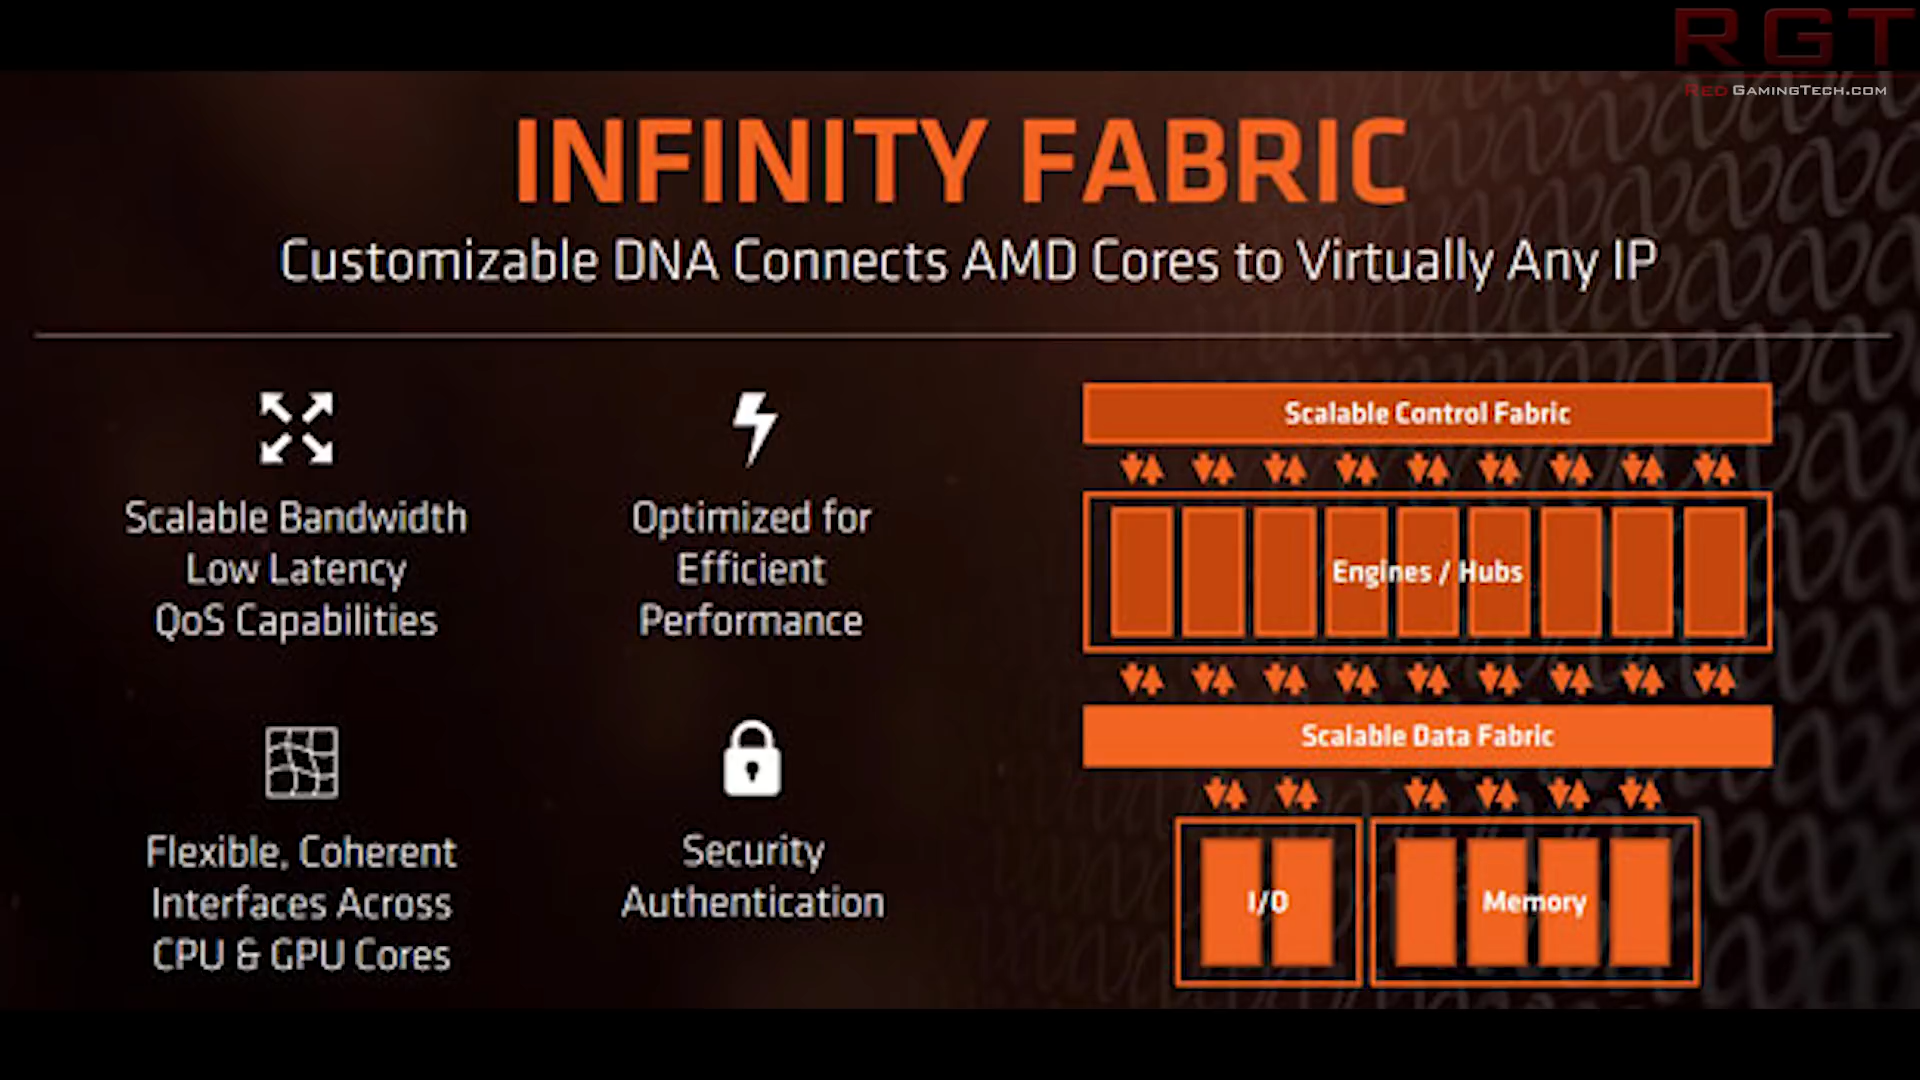 RGT
RED GAMINGTECH.COM
INFINITY FABRIC
Customizable DNA Connects AMD Cores to Virtually Any IP
Scalable Bandwidth
Low Latency
QoS Capabilities
Optimized for
Efficient
Performance
Flexible, Coherent
Interfaces Across
CPU & GPU Cores
Security
Authentication
Scalable Control Fabric
Engines / Hubs
Scalable Data Fabric
I/O
Memory